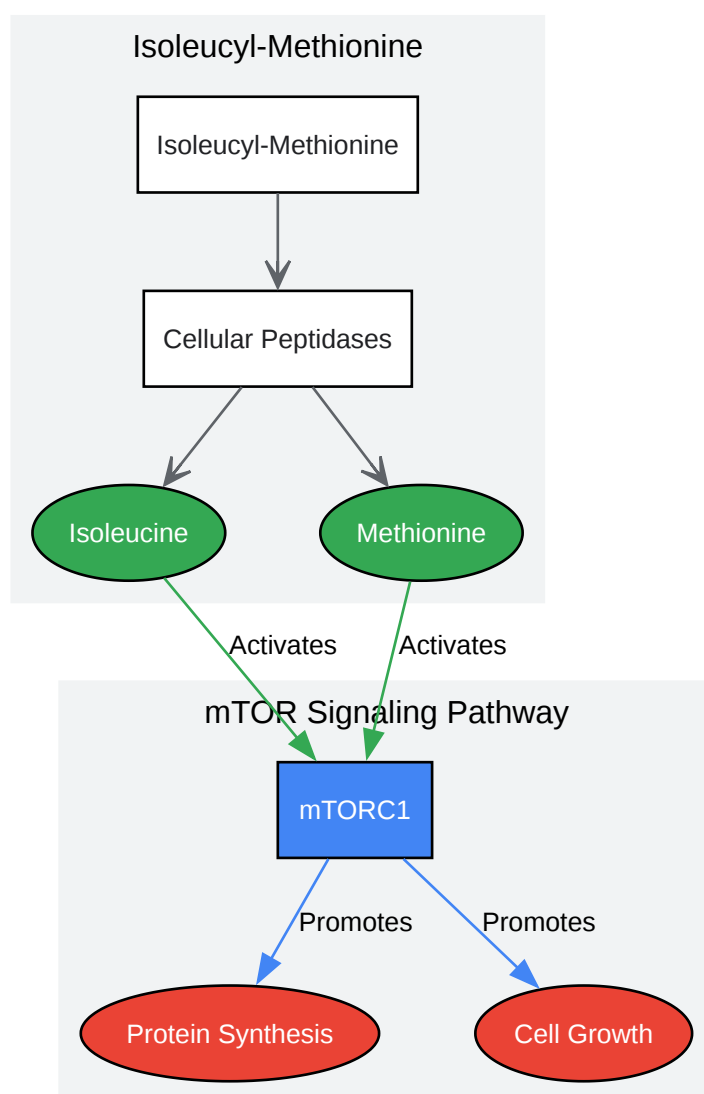 Isoleucyl-Methionine
Isoleucyl-Methionine
Cellular Peptidases
Isoleucine
Methionine
Activates
Activates
mTOR Signaling Pathway
mTORC1
Promotes
Promotes
Protein Synthesis
Cell Growth